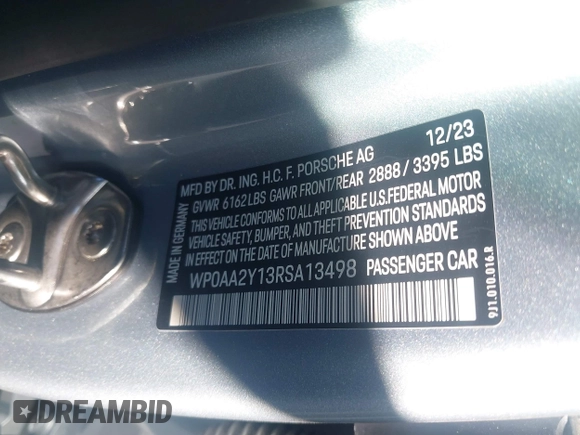 MFD BY DR. ING. H.C. F. PORSCHE AG 12/23
GVWR 6162LBS GAWR FRONT/REAR 2888 / 3395 LBS
THIS VEHICLE CONFORMS TO ALL APPLICABLE U.S.FEDERAL MOTOR
VEHICLE SAFETY, BUMPER, AND THEFT PREVENTION STANDARDS
IN EFFECT ON THE DATE OF MANUFACTURE SHOWN ABOVE
WP0AA2Y13RSA13498 PASSENGER CAR
MADE IN GERMANY
9J1.010.016.R
DREAMBID